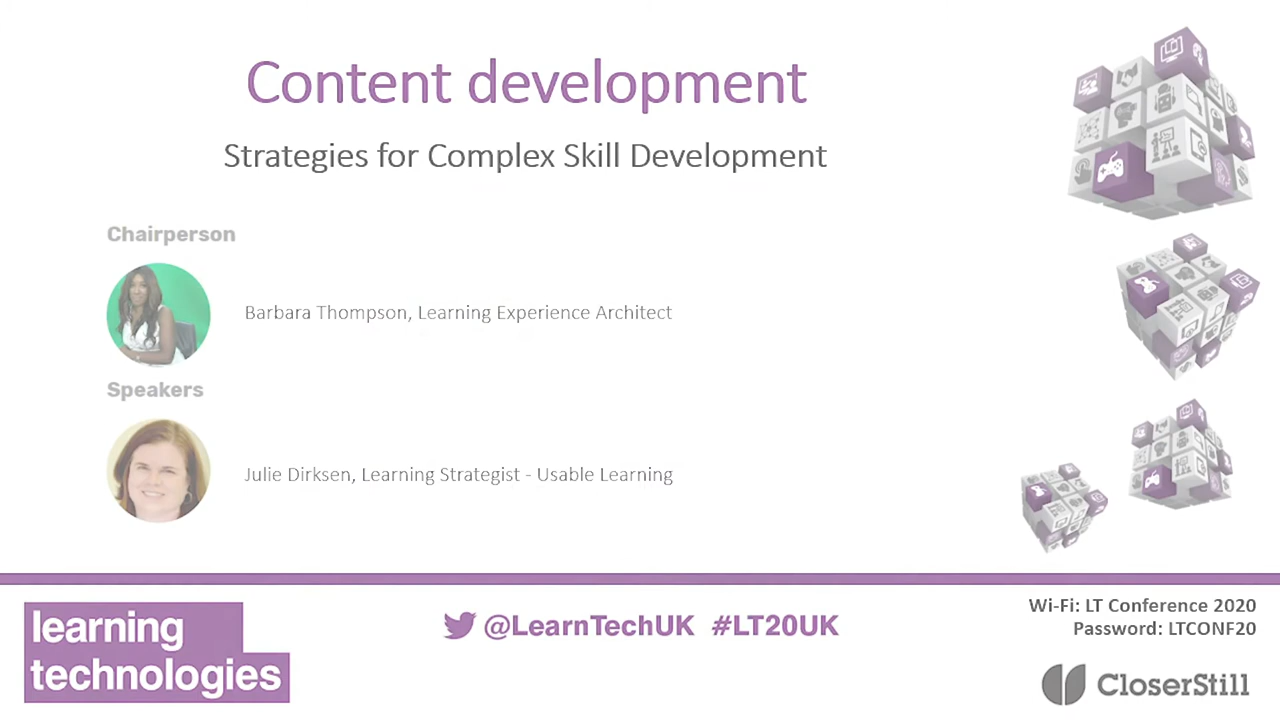 Content development
Strategies for Complex Skill Development
Chairperson
Barbara Thompson, Learning Experience Architect
Speakers
Julie Dirksen, Learning Strategist - Usable Learning
learning
technologies
@LearnTechUK #LT20UK
Wi-Fi: LT Conference 2020
Password: LTCONF20
CloserStill